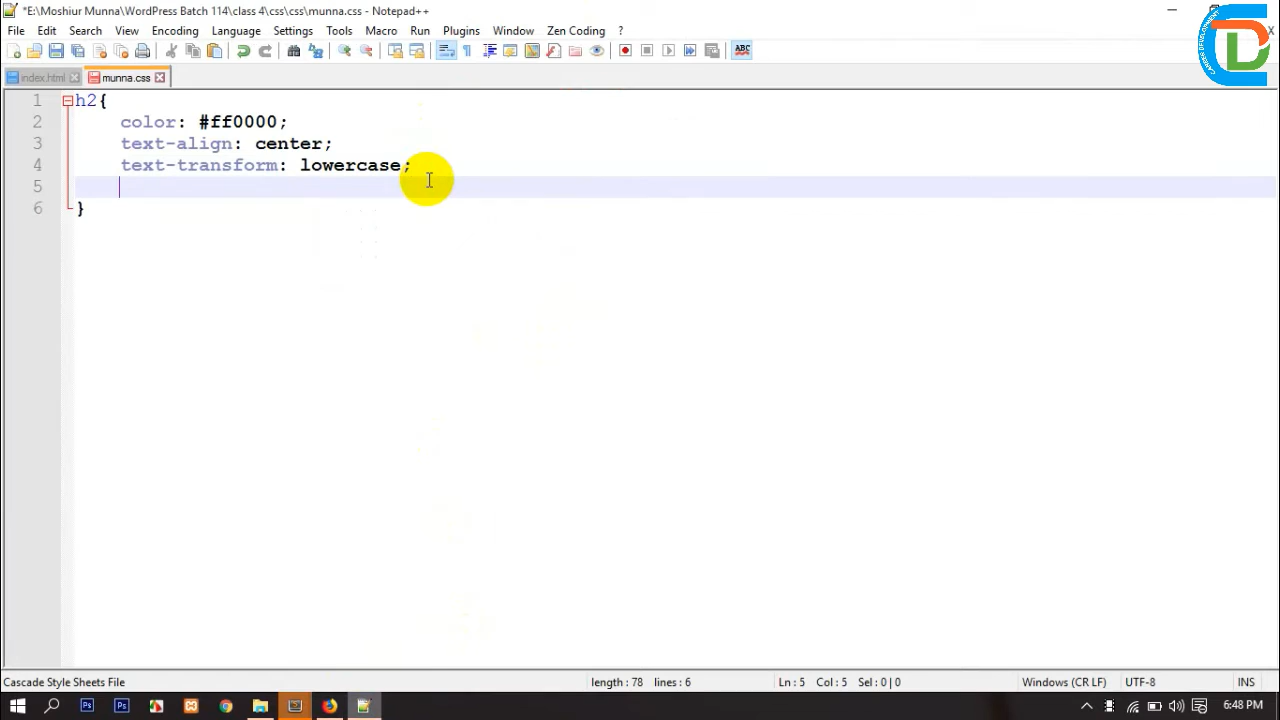 *E:\Moshiur Munna\WordPress Batch 114\class 4\css\css\munna.css - Notepad++
File Edit Search View Encoding Language Settings Tools Macro Run Plugins Window Zen Coding ?
ABC
index.html munna.css
1 h2{
2 color: #ff0000;
3 text-align: center;
4 text-transform: lowercase;
5
6 }
Cascade Style Sheets File length : 78 lines : 6 Ln : 5 Col : 5 Sel : 0 | 0 Windows (CR LF) UTF-8 INS
6:48 PM